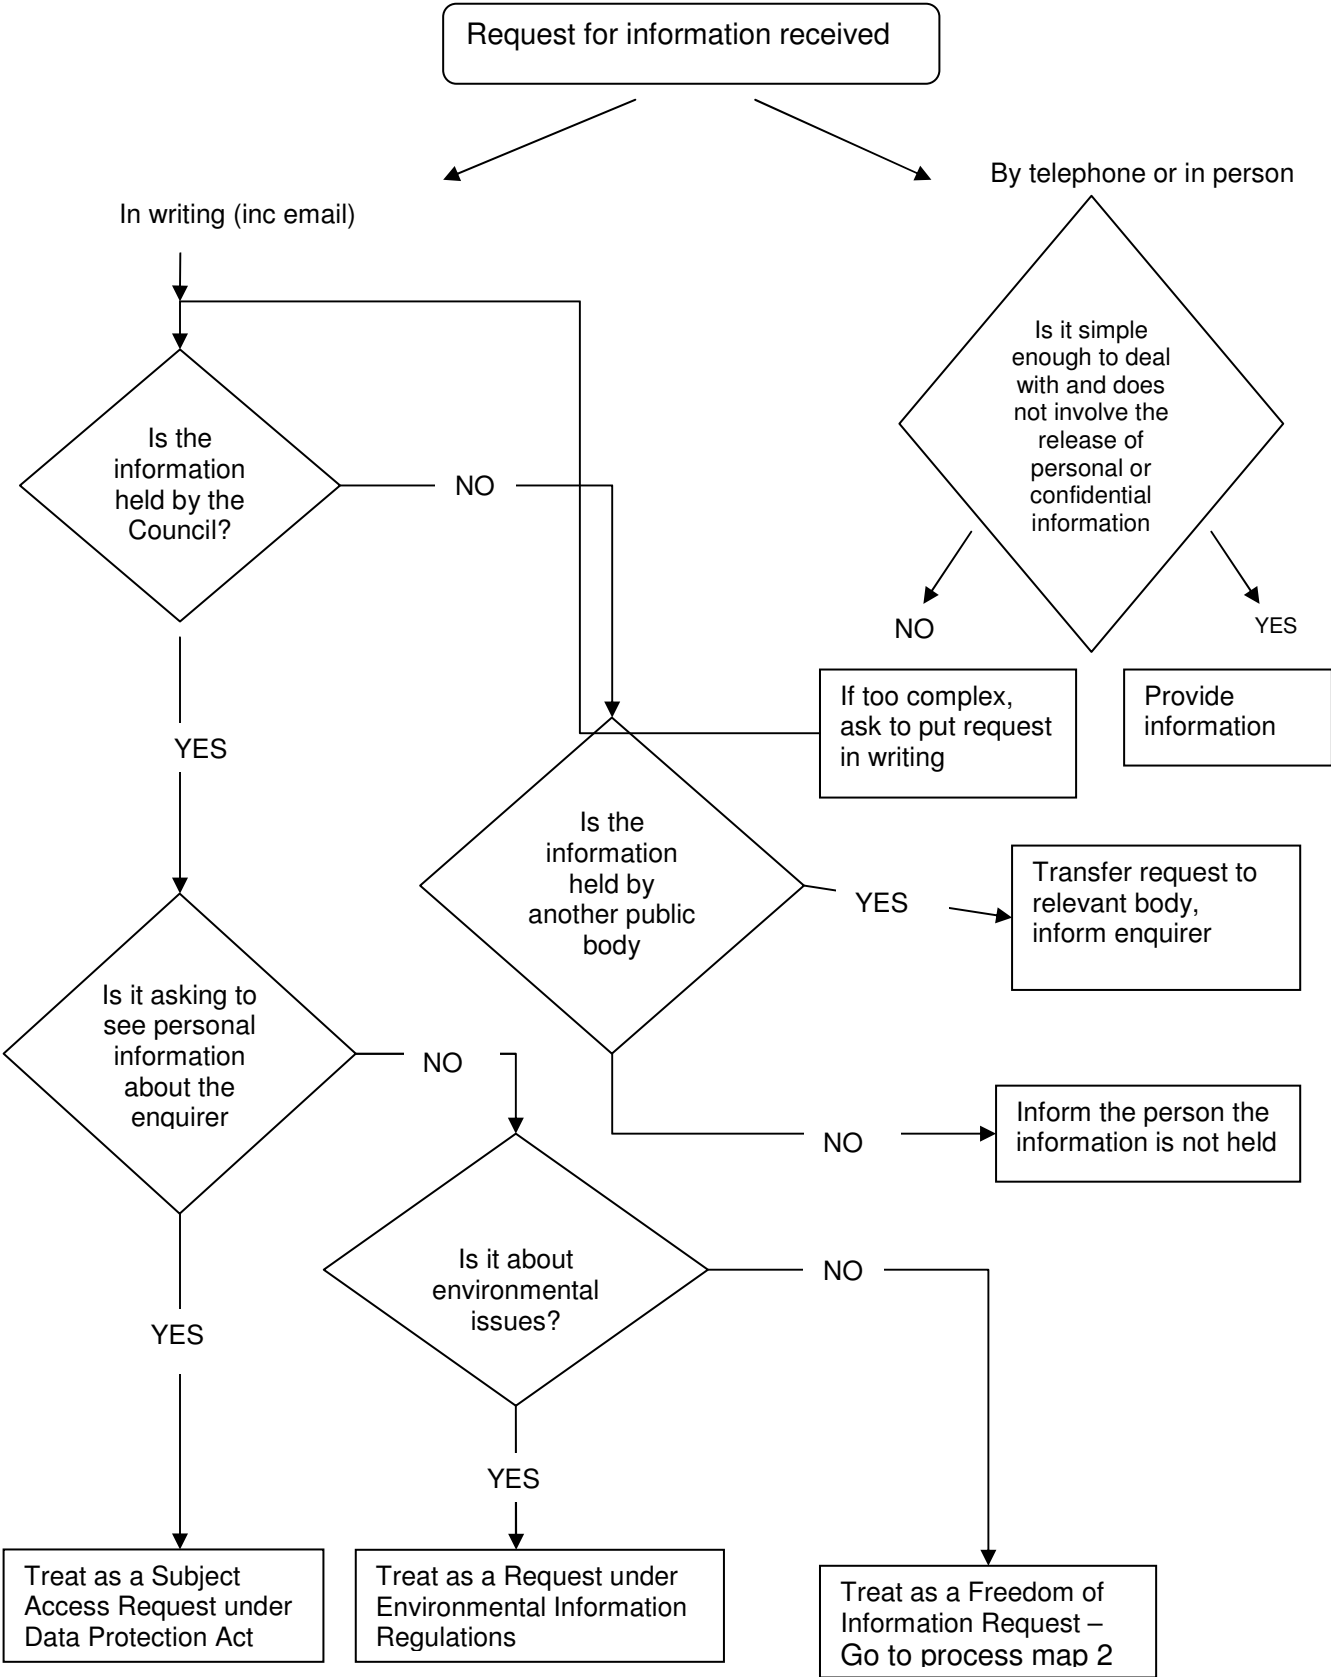 Request for information received
By telephone or in person
In writing (inc email)
Is it simple
enough to deal
with and does
not involve the
release of
personal or
confidential
information
Is the
information
held by the
Council?
NO
NO
YES
If too complex,
ask to put request
in writing
Provide
information
YES
Is the
information
held by
another public
body
YES
Transfer request to
relevant body,
inform enquirer
Is it asking to
see personal
information
about the
enquirer
NO
Inform the person the
information is not held
NO
Is it about
environmental
issues?
NO
YES
YES
Treat as a Subject
Access Request under
Data Protection Act
Treat as a Request under
Environmental Information
Regulations
Treat as a Freedom of
Information Request –
Go to process map 2